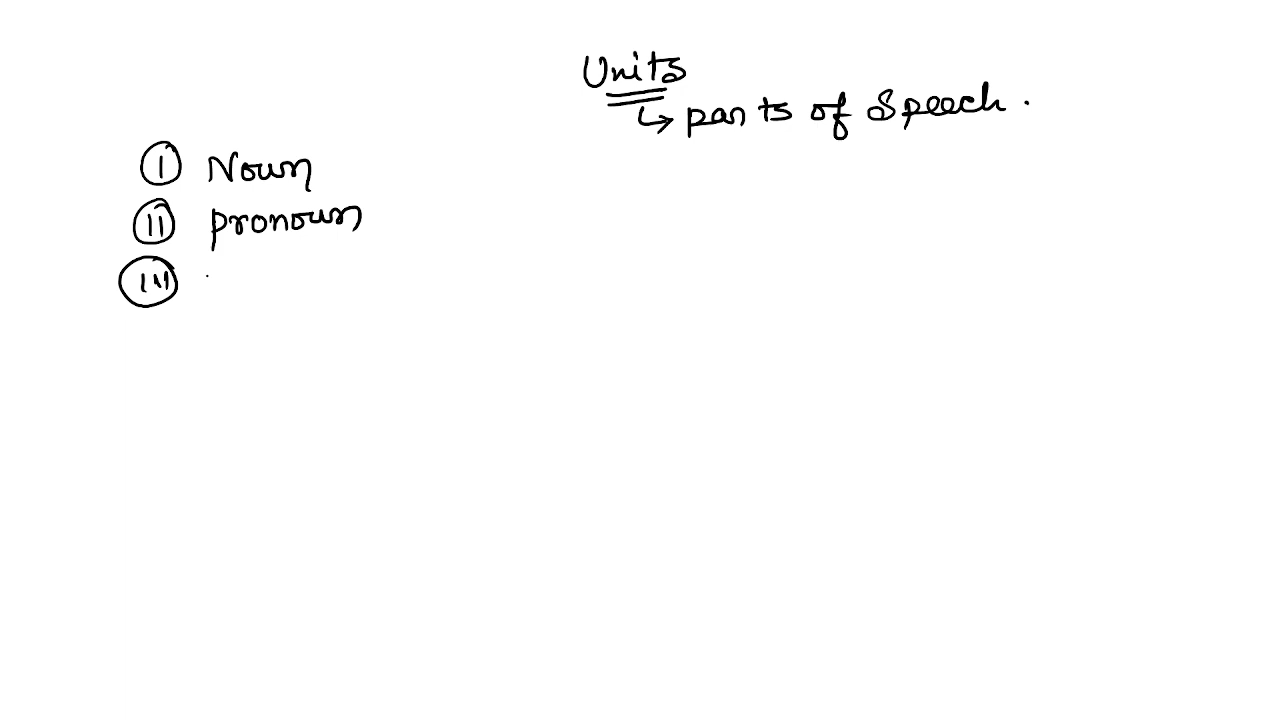 Units
↳ parts of speech.
(I) Noun
(II) pronoun
(III)